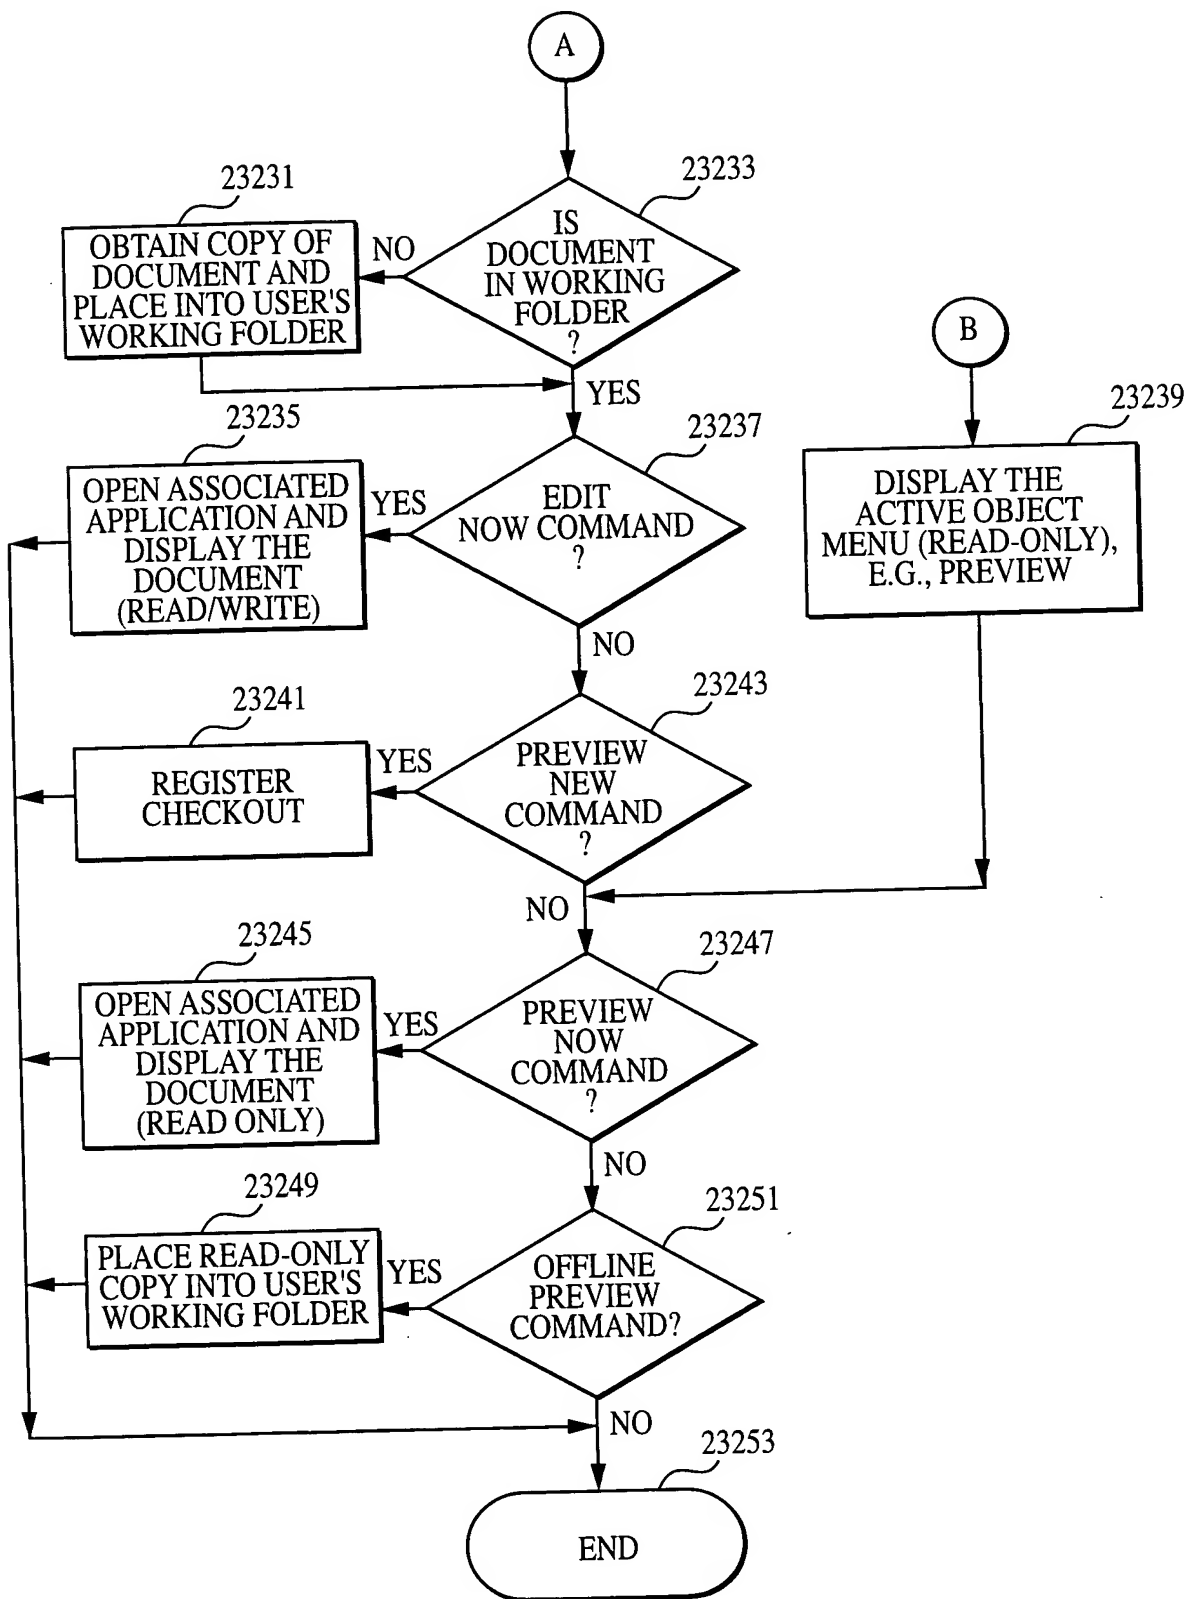 A
23233
IS
DOCUMENT
IN WORKING
FOLDER
?
23231
OBTAIN COPY OF
DOCUMENT AND
PLACE INTO USER'S
WORKING FOLDER
NO
YES
B
23239
DISPLAY THE
ACTIVE OBJECT
MENU (READ-ONLY),
E.G., PREVIEW
23235
OPEN ASSOCIATED
APPLICATION AND
DISPLAY THE
DOCUMENT
(READ/WRITE)
YES
23237
EDIT
NOW COMMAND
?
NO
23241
REGISTER
CHECKOUT
YES
23243
PREVIEW
NEW
COMMAND
?
NO
23245
OPEN ASSOCIATED
APPLICATION AND
DISPLAY THE
DOCUMENT
(READ ONLY)
YES
23247
PREVIEW
NOW
COMMAND
?
NO
23249
PLACE READ-ONLY
COPY INTO USER'S
WORKING FOLDER
YES
23251
OFFLINE
PREVIEW
COMMAND?
NO
23253
END